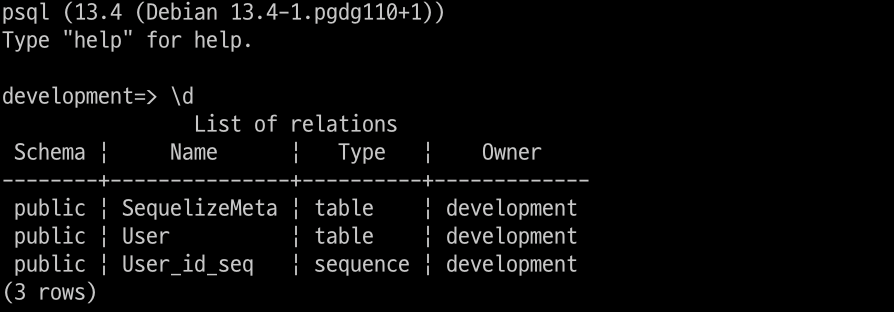 psql (13.4 (Debian 13.4-1.pgdg110+1))
Type "help" for help.

development=> \d
                List of relations
 Schema ¦     Name      ¦   Type   ¦    Owner
--------+---------------+----------+-------------
 public ¦ SequelizeMeta ¦ table    ¦ development
 public ¦ User          ¦ table    ¦ development
 public ¦ User_id_seq   ¦ sequence ¦ development
(3 rows)